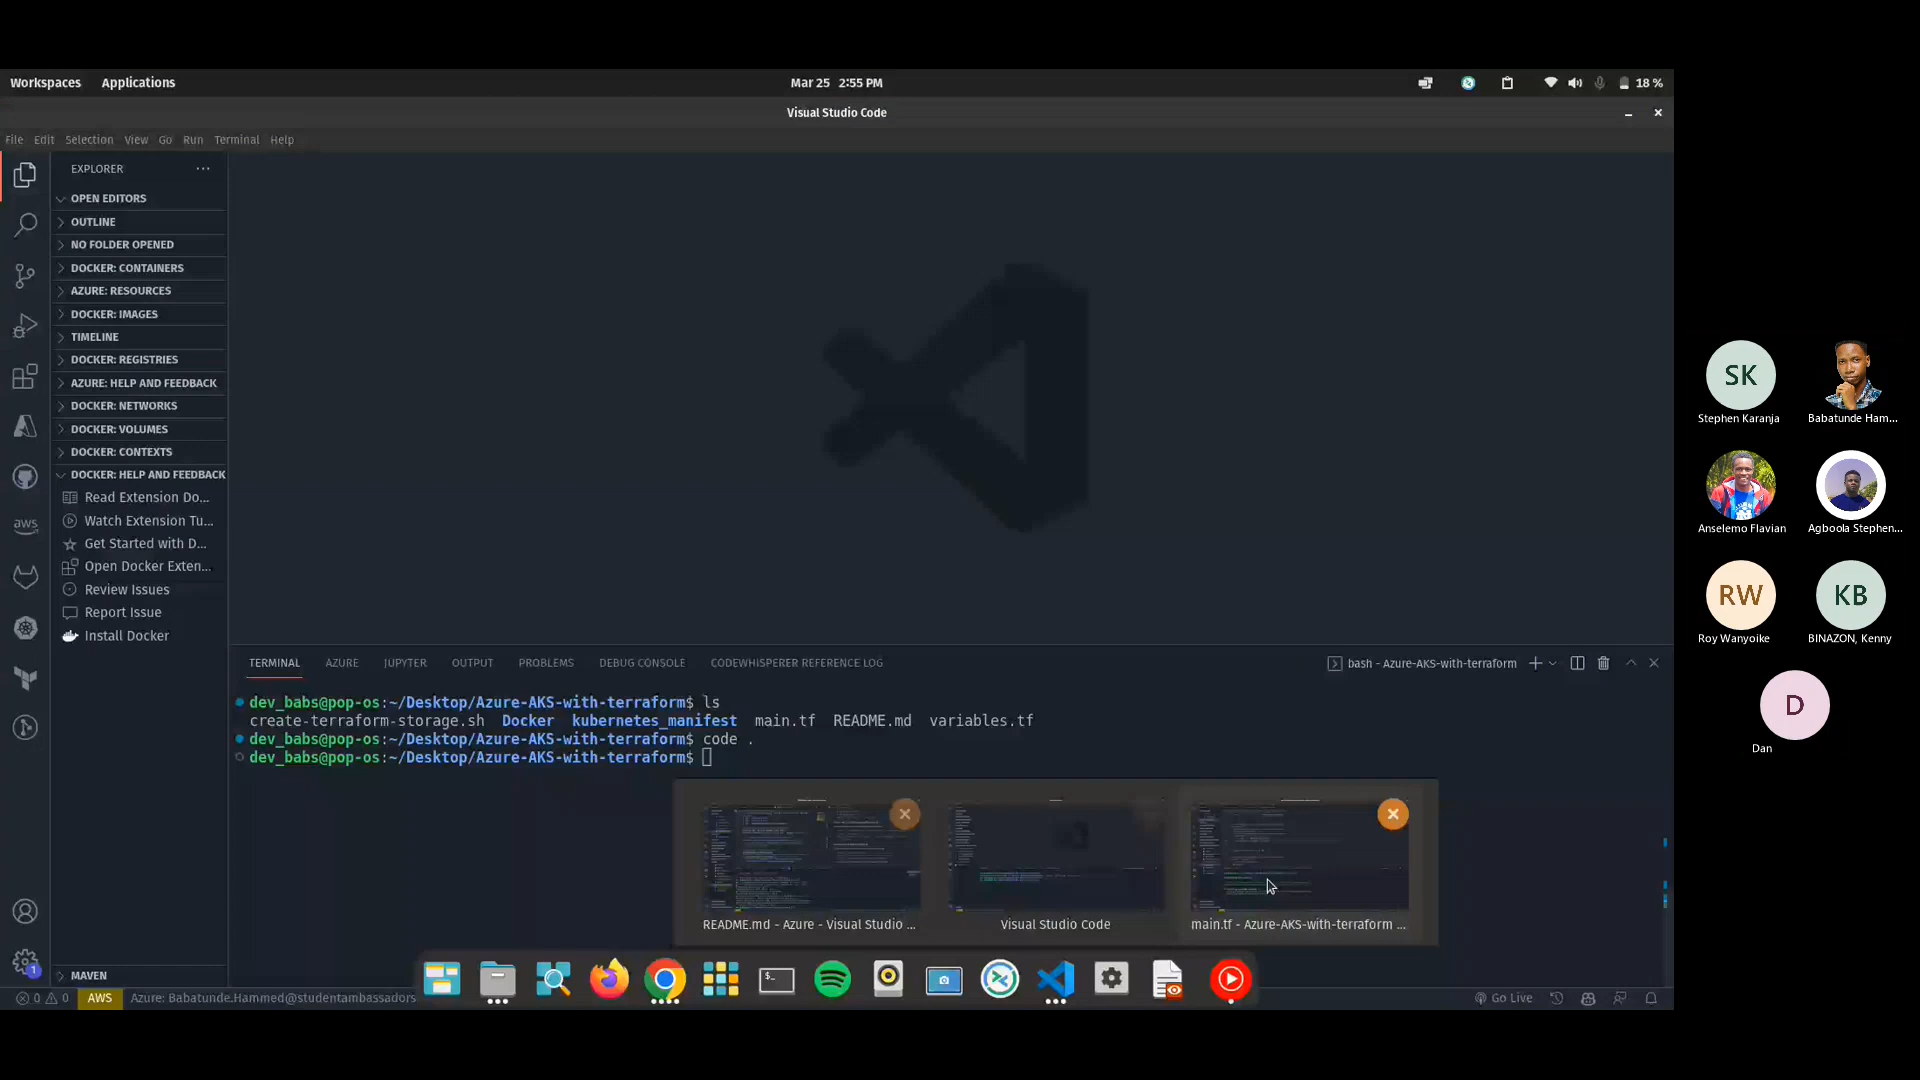 Workspaces Applications Mar 25 2:55 PM 18 %
Visual Studio Code
File Edit Selection View Go Run Terminal Help
EXPLORER
OPEN EDITORS
OUTLINE
NO FOLDER OPENED
DOCKER: CONTAINERS
AZURE: RESOURCES
DOCKER: IMAGES
TIMELINE
DOCKER: REGISTRIES
AZURE: HELP AND FEEDBACK
DOCKER: NETWORKS
DOCKER: VOLUMES
DOCKER: CONTEXTS
DOCKER: HELP AND FEEDBACK
Read Extension Do...
Watch Extension Tu...
Get Started with D...
Open Docker Exten...
Review Issues
Report Issue
Install Docker
aws
TERMINAL AZURE JUPYTER OUTPUT PROBLEMS DEBUG CONSOLE CODEWHISPERER REFERENCE LOG bash - Azure-AKS-with-terraform
dev_babs@pop-os:~/Desktop/Azure-AKS-with-terraform$ ls
create-terraform-storage.sh Docker kubernetes_manifest main.tf README.md variables.tf
dev_babs@pop-os:~/Desktop/Azure-AKS-with-terraform$ code .
dev_babs@pop-os:~/Desktop/Azure-AKS-with-terraform$
README.md - Azure - Visual Studio ...
Visual Studio Code
main.tf - Azure-AKS-with-terraform ...
1
MAVEN
0 0 AWS Azure: Babatunde.Hammed@studentambassadors Go Live
SK
Stephen Karanja
Babatunde Ham...
Anselemo Flavian
Agboola Stephen...
RW
Roy Wanyoike
KB
BINAZON, Kenny
D
Dan